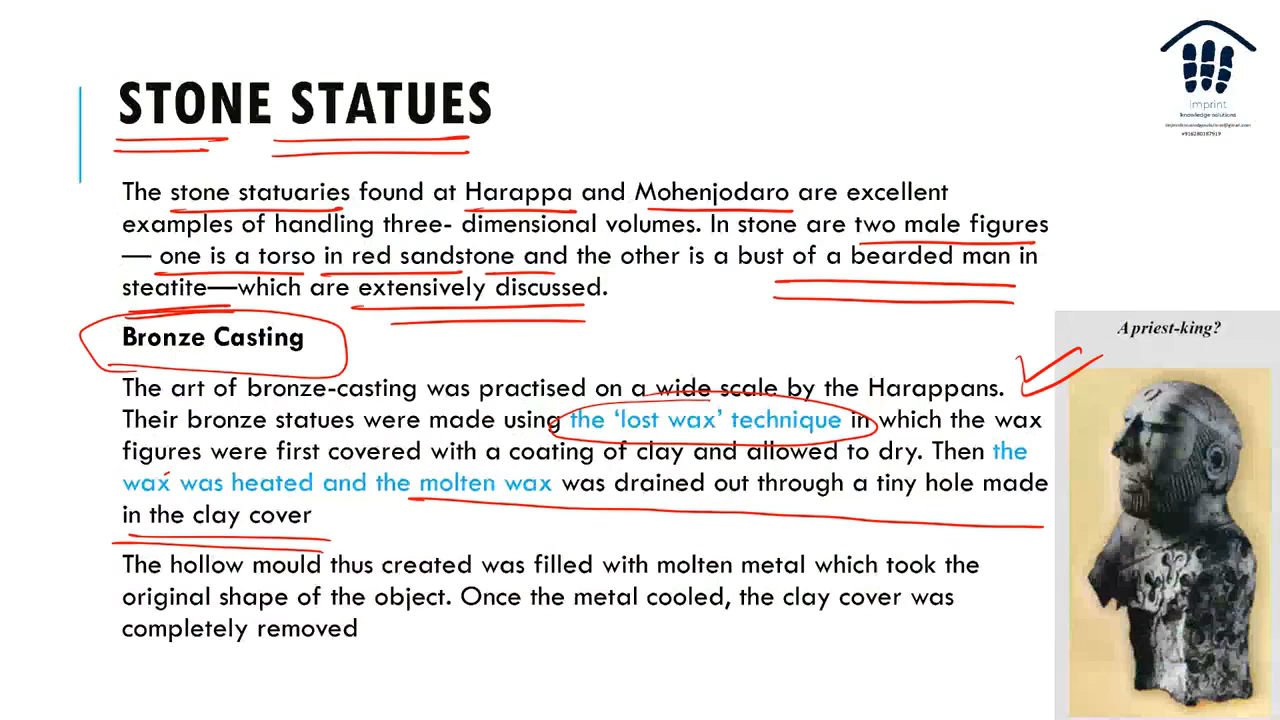 imprint
knowledge solutions
+916280187919
STONE STATUES
The stone statuaries found at Harappa and Mohenjodaro are excellent
examples of handling three- dimensional volumes. In stone are two male figures
— one is a torso in red sandstone and the other is a bust of a bearded man in
steatite—which are extensively discussed.
Bronze Casting
A priest-king?
The art of bronze-casting was practised on a wide scale by the Harappans.
Their bronze statues were made using the ‘lost wax’ technique in which the wax
figures were first covered with a coating of clay and allowed to dry. Then the
wax was heated and the molten wax was drained out through a tiny hole made
in the clay cover
The hollow mould thus created was filled with molten metal which took the
original shape of the object. Once the metal cooled, the clay cover was
completely removed